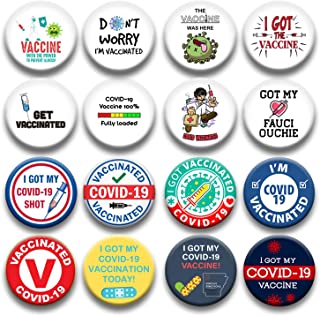 VACCINE
WITH THE POWER
TO PREVENT ILLNESS!
DON'T
WORRY
I'M VACCINATED
THE
VACCINE
WAS HERE
I GOT
THE
VACCINE
GET
VACCINATED
COVID-19
Vaccine 100%
Fully loaded!
GOT MY
FAUCI
OUCHIE
I GOT MY
COVID-19
SHOT
VACCINATED
COVID-19
VACCINATED
I GOT VACCINATED
COVID-19
I'M
COVID
19
VACCINATED
VACCINATED
V
COVID-19
I GOT MY
COVID-19
VACCINATION
TODAY!
I GOT MY
COVID-19
VACCINE!
I GOT MY
COVID-19
VACCINE